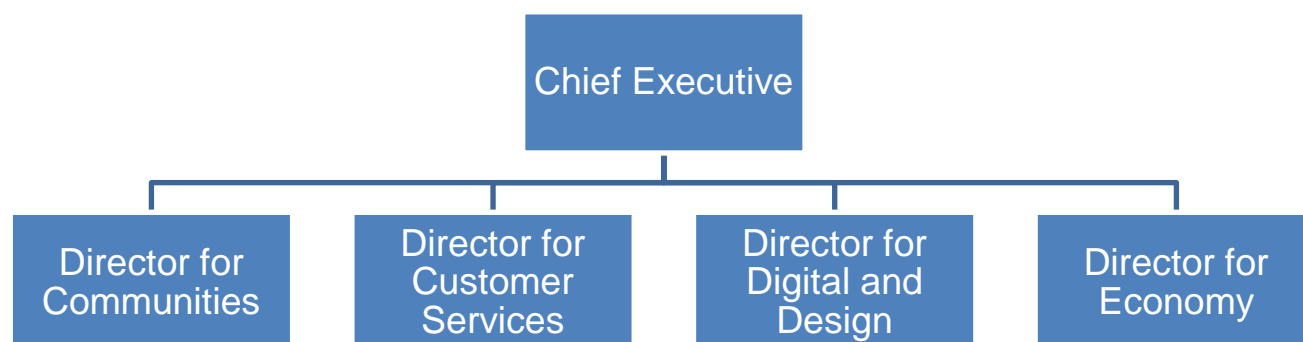 Chief Executive
Director for
Communities
Director for
Customer
Services
Director for
Digital and
Design
Director for
Economy